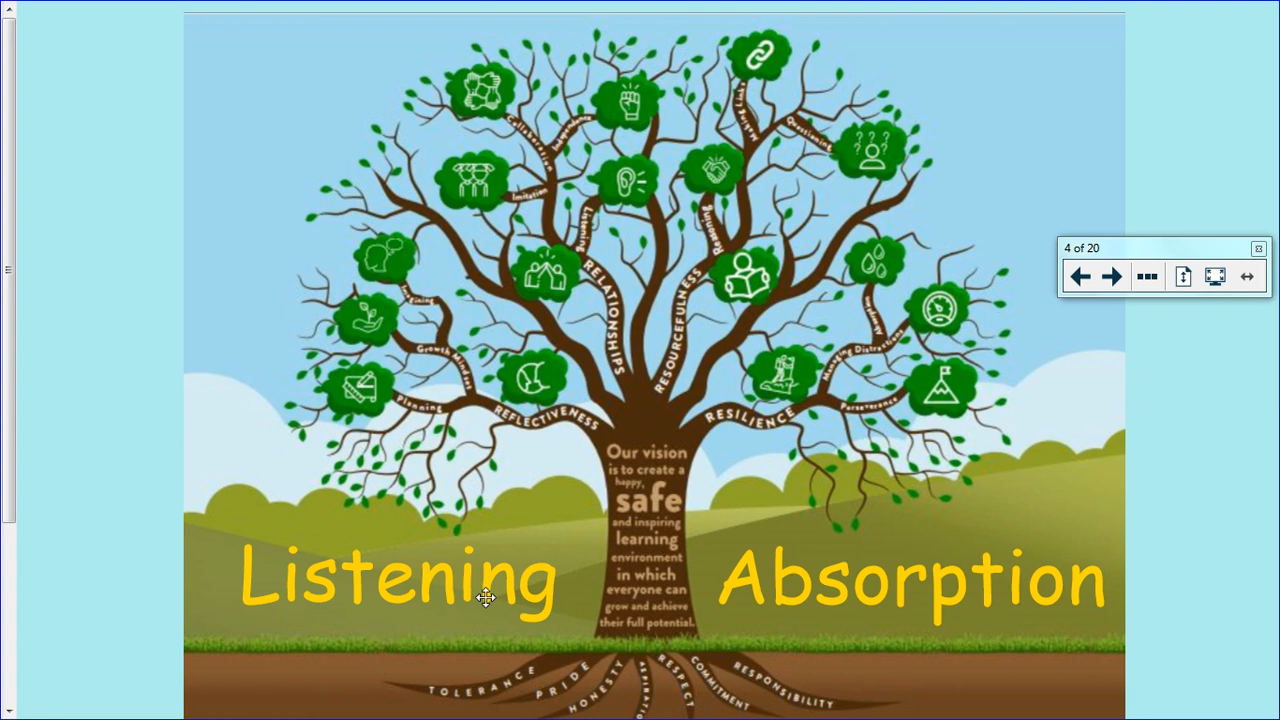 Making Links
Collaboration
Independence
Questioning
Imitation
Listening
Reasoning
RELATIONSHIPS
RESOURCEFULNESS
Absorption
Growth Mindset
Managing Distractions
Planning
Perseverance
REFLECTIVENESS
RESILIENCE
4 of 20
Our vision
is to create a
happy,
safe
and inspiring
learning
environment
in which
everyone can
grow and achieve
their full potential.
Listening
Absorption
TOLERANCE
PRIDE
HONESTY
RESPECT
COMMITMENT
RESPONSIBILITY